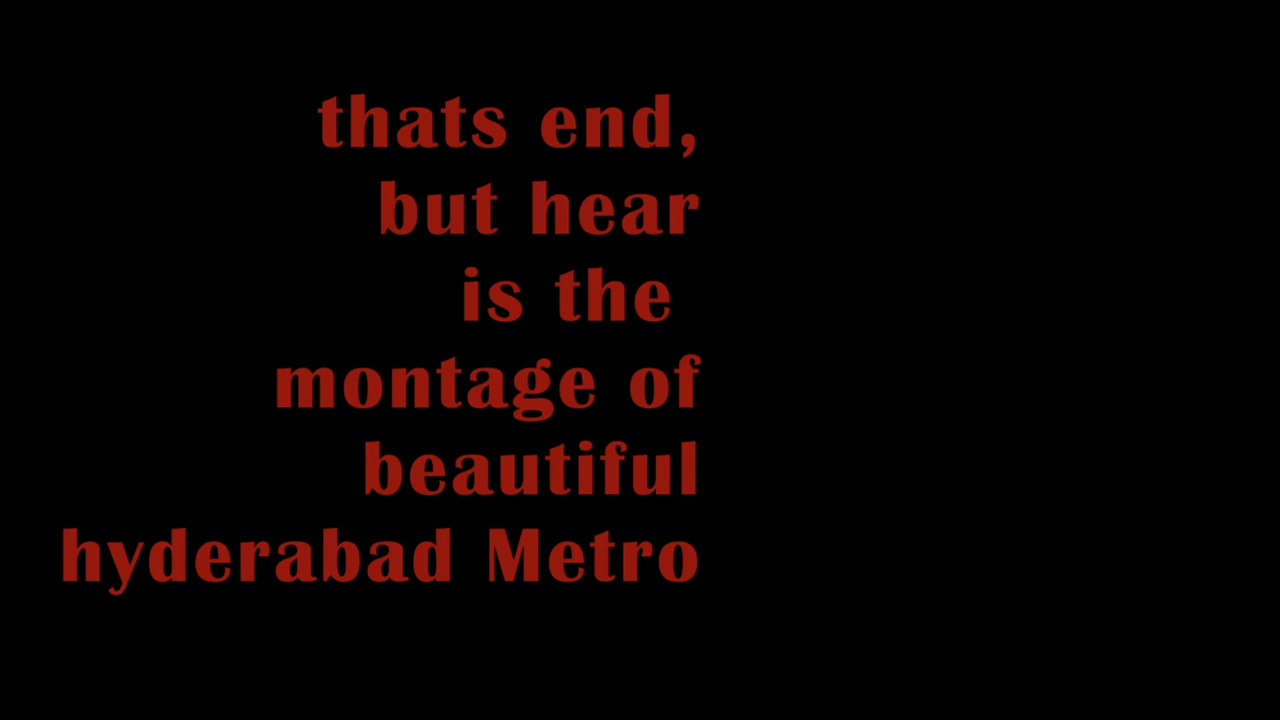 thats end,
but hear
is the
montage of
beautiful
hyderabad Metro